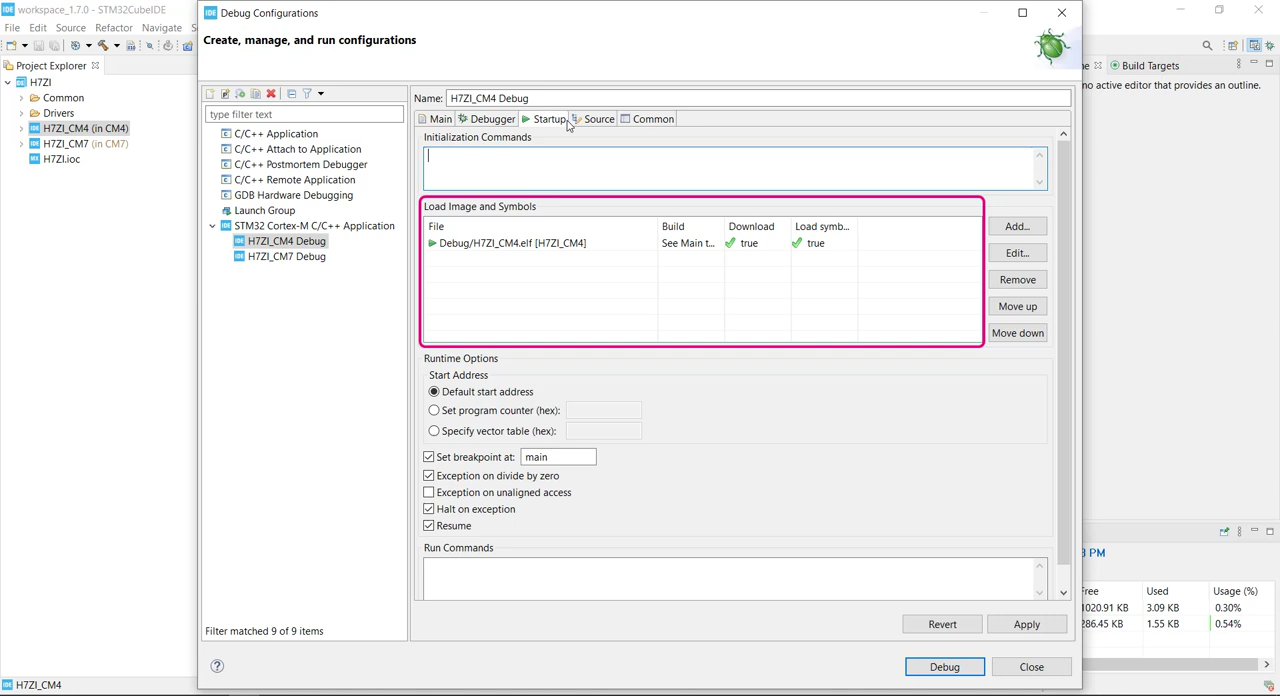 workspace_1.7.0 - STM32CubeIDE
File Edit Source Refactor Navigate
Project Explorer
H7ZI
Common
Drivers
H7ZI_CM4 (in CM4)
H7ZI_CM7 (in CM7)
H7ZI.ioc
Debug Configurations
Create, manage, and run configurations
type filter text
C/C++ Application
C/C++ Attach to Application
C/C++ Postmortem Debugger
C/C++ Remote Application
GDB Hardware Debugging
Launch Group
STM32 Cortex-M C/C++ Application
H7ZI_CM4 Debug
H7ZI_CM7 Debug
Filter matched 9 of 9 items
Name: H7ZI_CM4 Debug
Main Debugger Startup Source Common
Initialization Commands
Load Image and Symbols
File Build Download Load symb...
Debug/H7ZI_CM4.elf [H7ZI_CM4] See Main t... true true
Add...
Edit...
Remove
Move up
Move down
Runtime Options
Start Address
Default start address
Set program counter (hex):
Specify vector table (hex):
Set breakpoint at: main
Exception on divide by zero
Exception on unaligned access
Halt on exception
Resume
Run Commands
Revert Apply
Debug Close
Build Targets
no active editor that provides an outline.
PM
Used Usage (%)
1020.91 KB 3.09 KB 0.30%
286.45 KB 1.55 KB 0.54%
H7ZI_CM4